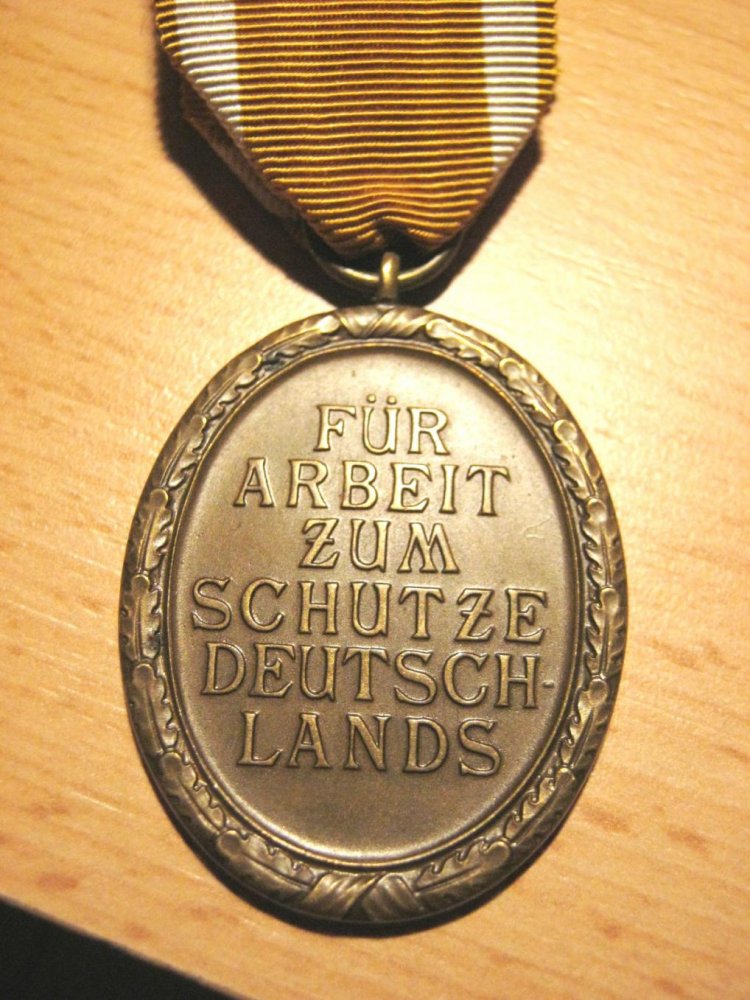 FÜR
ARBEIT
ZUM
SCHUTZE
DEUTSCH-
LANDS